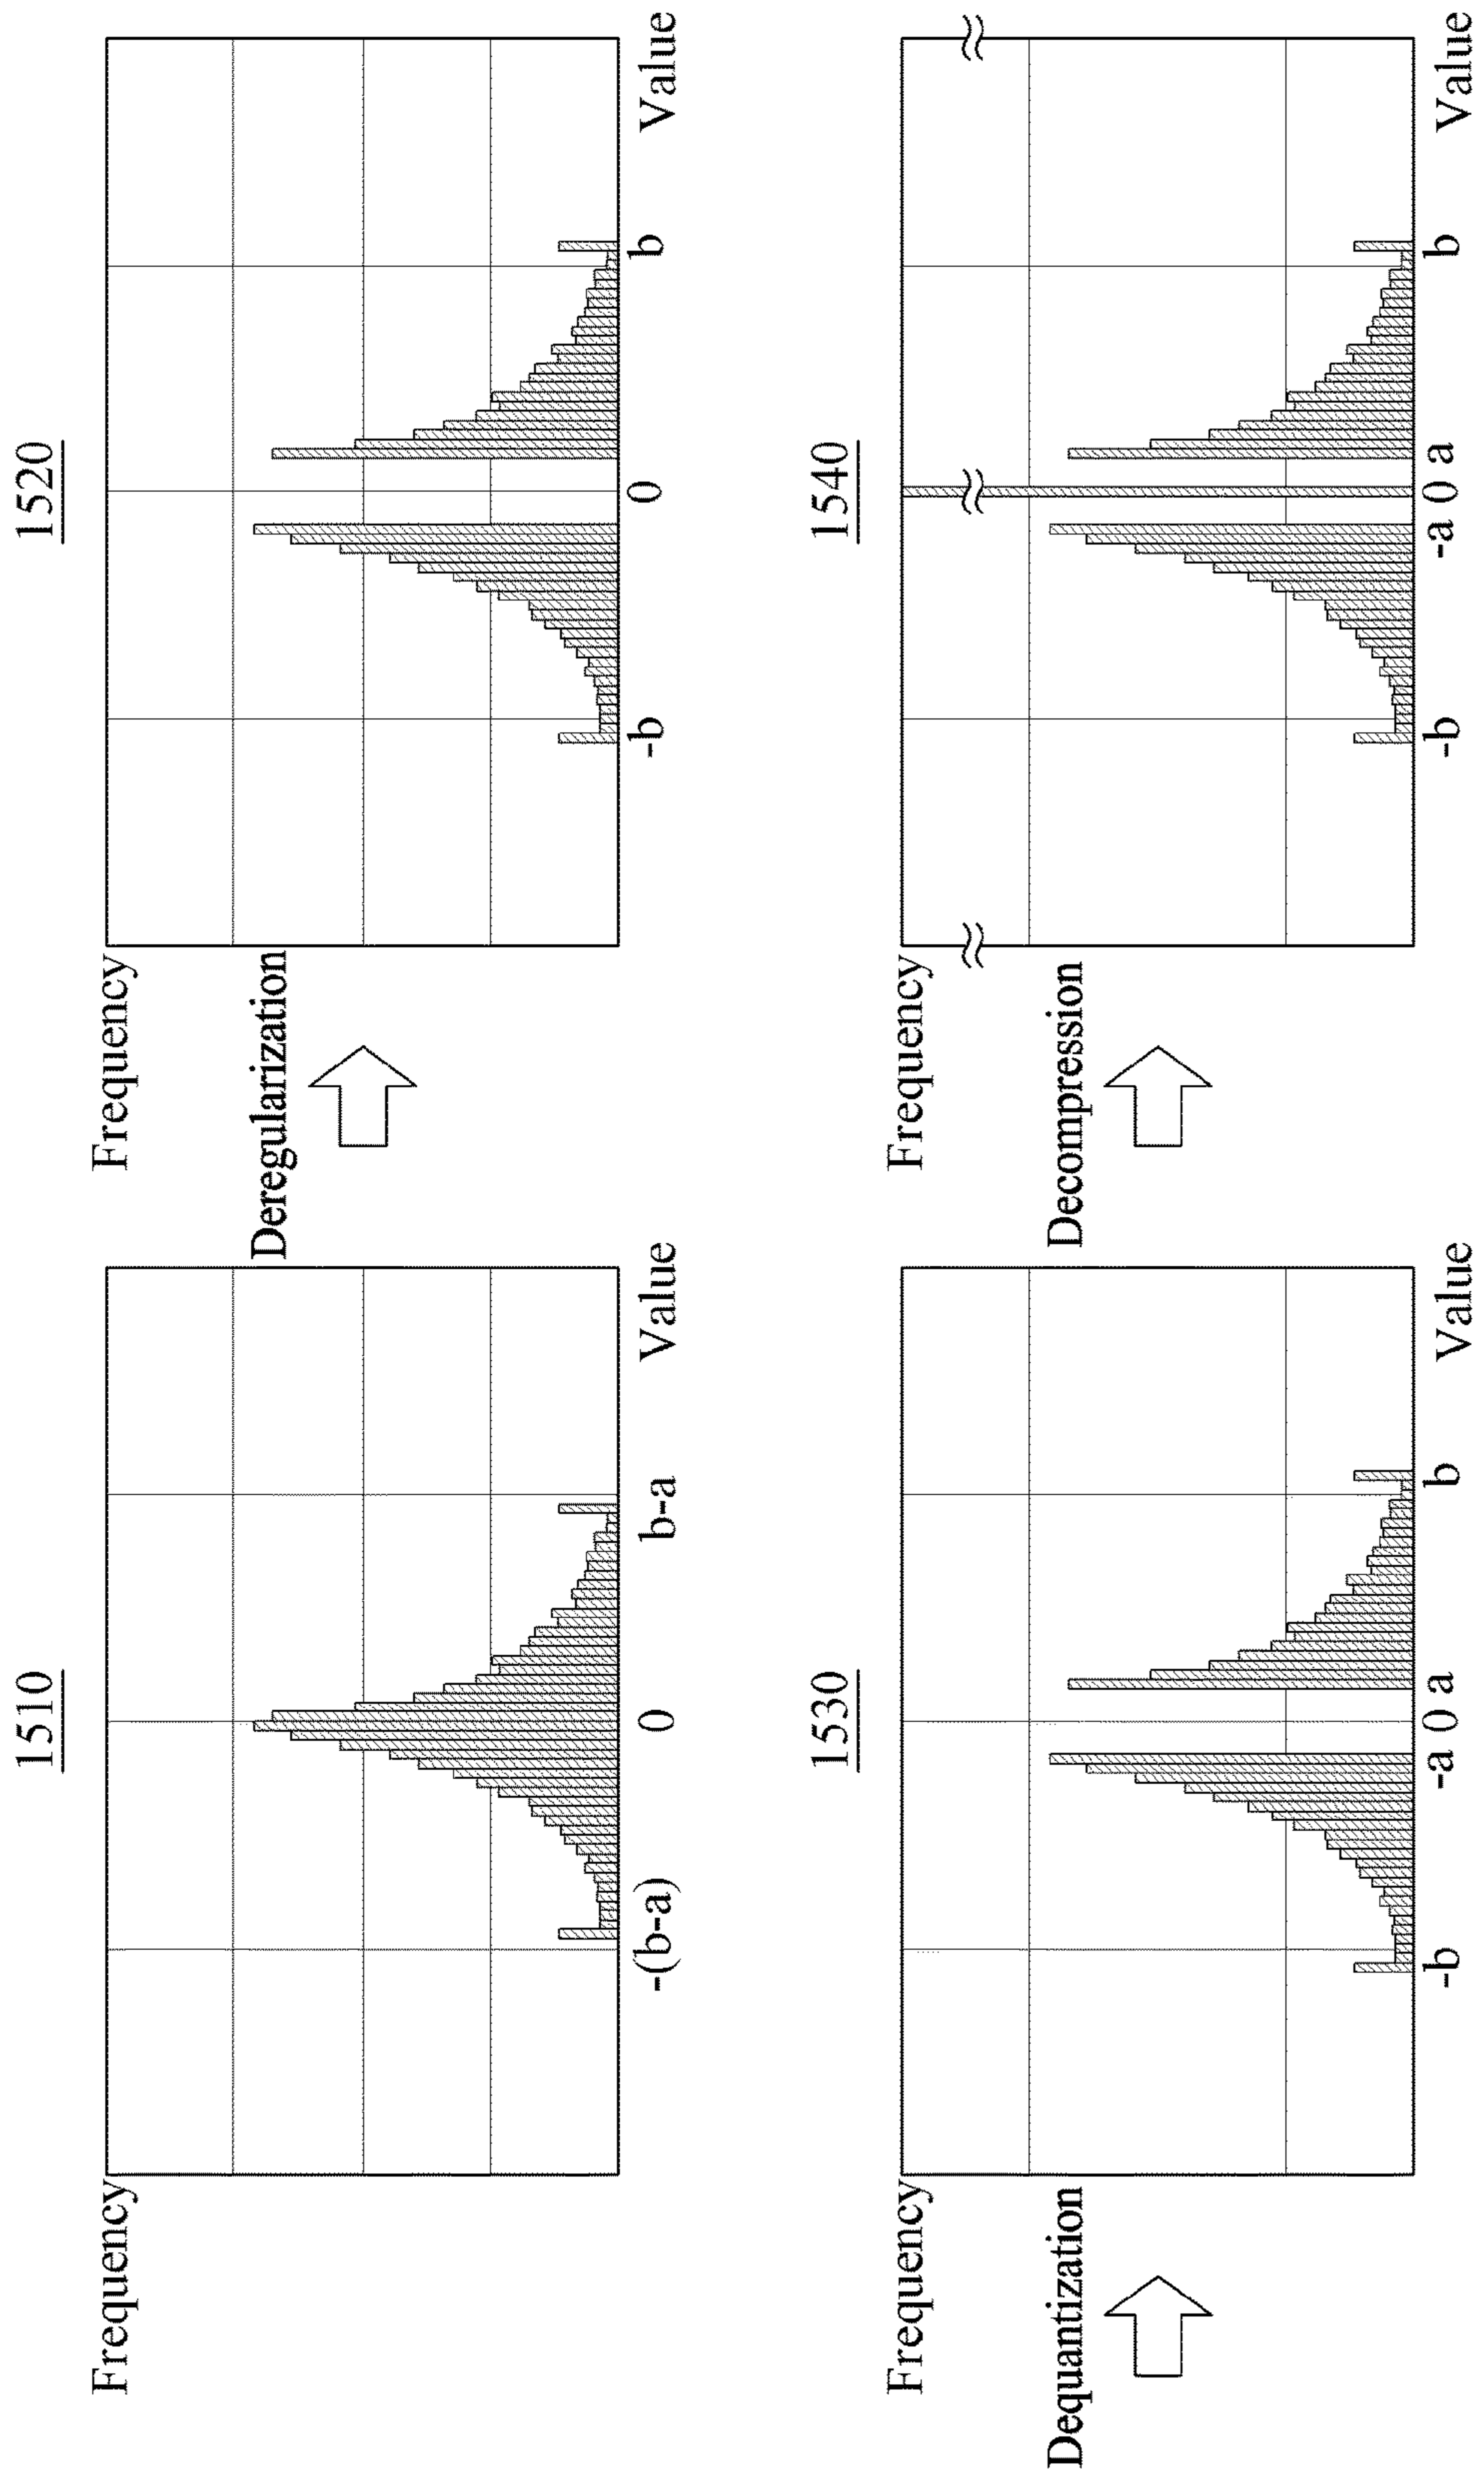 1510
Frequency
-(b-a)
0
b-a
Value
Deregularization
1520
Frequency
-b
0
b
Value
Dequantization
1530
Frequency
-b
-a
0
a
b
Value
Decompression
1540
Frequency
-b
-a
0
a
b
Value